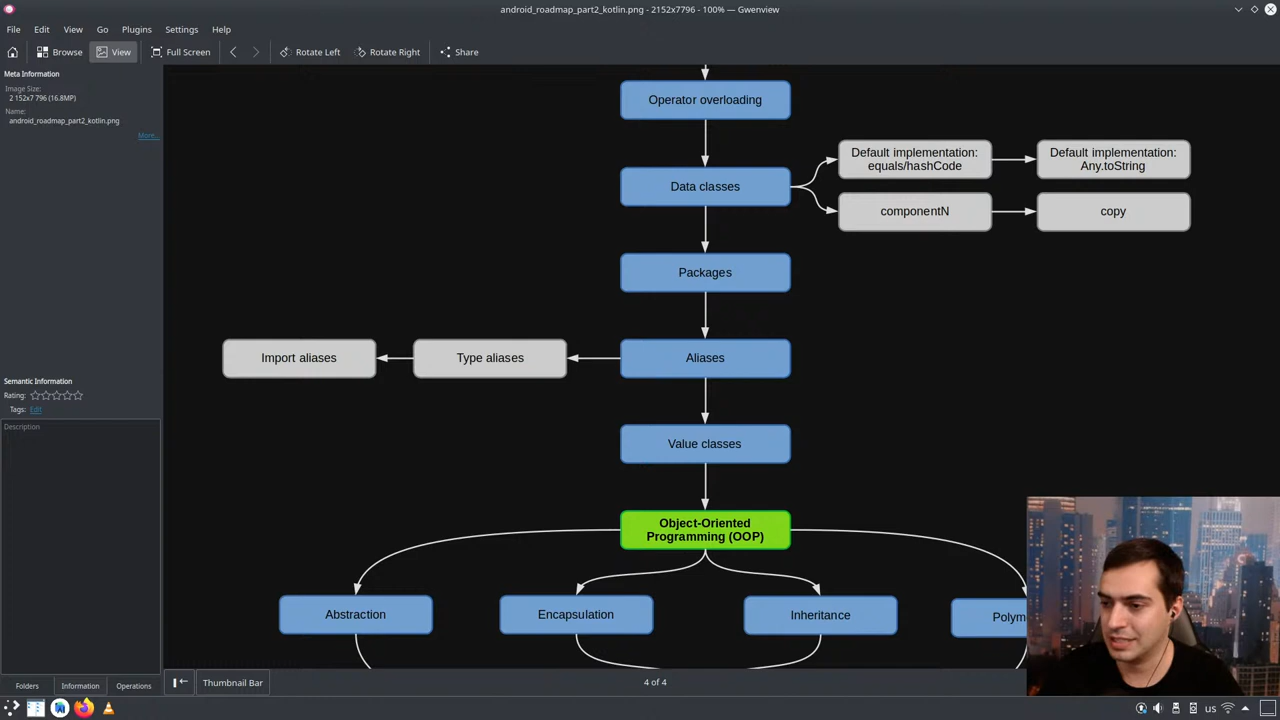 android_roadmap_part2_kotlin.png - 2152x7796 - 100% — Gwenview
File Edit View Go Plugins Settings Help
Browse View Full Screen Rotate Left Rotate Right Share
Meta Information
Image Size:
2 152x7 796 (16.8MP)
Name:
android_roadmap_part2_kotlin.png
More...
Semantic Information
Rating:
Tags: Edit
Description
Operator overloading
Data classes
Default implementation:
equals/hashCode
Default implementation:
Any.toString
componentN
copy
Packages
Import aliases
Type aliases
Aliases
Value classes
Object-Oriented
Programming (OOP)
Abstraction
Encapsulation
Inheritance
Polym
Folders Information Operations
Thumbnail Bar
4 of 4
us